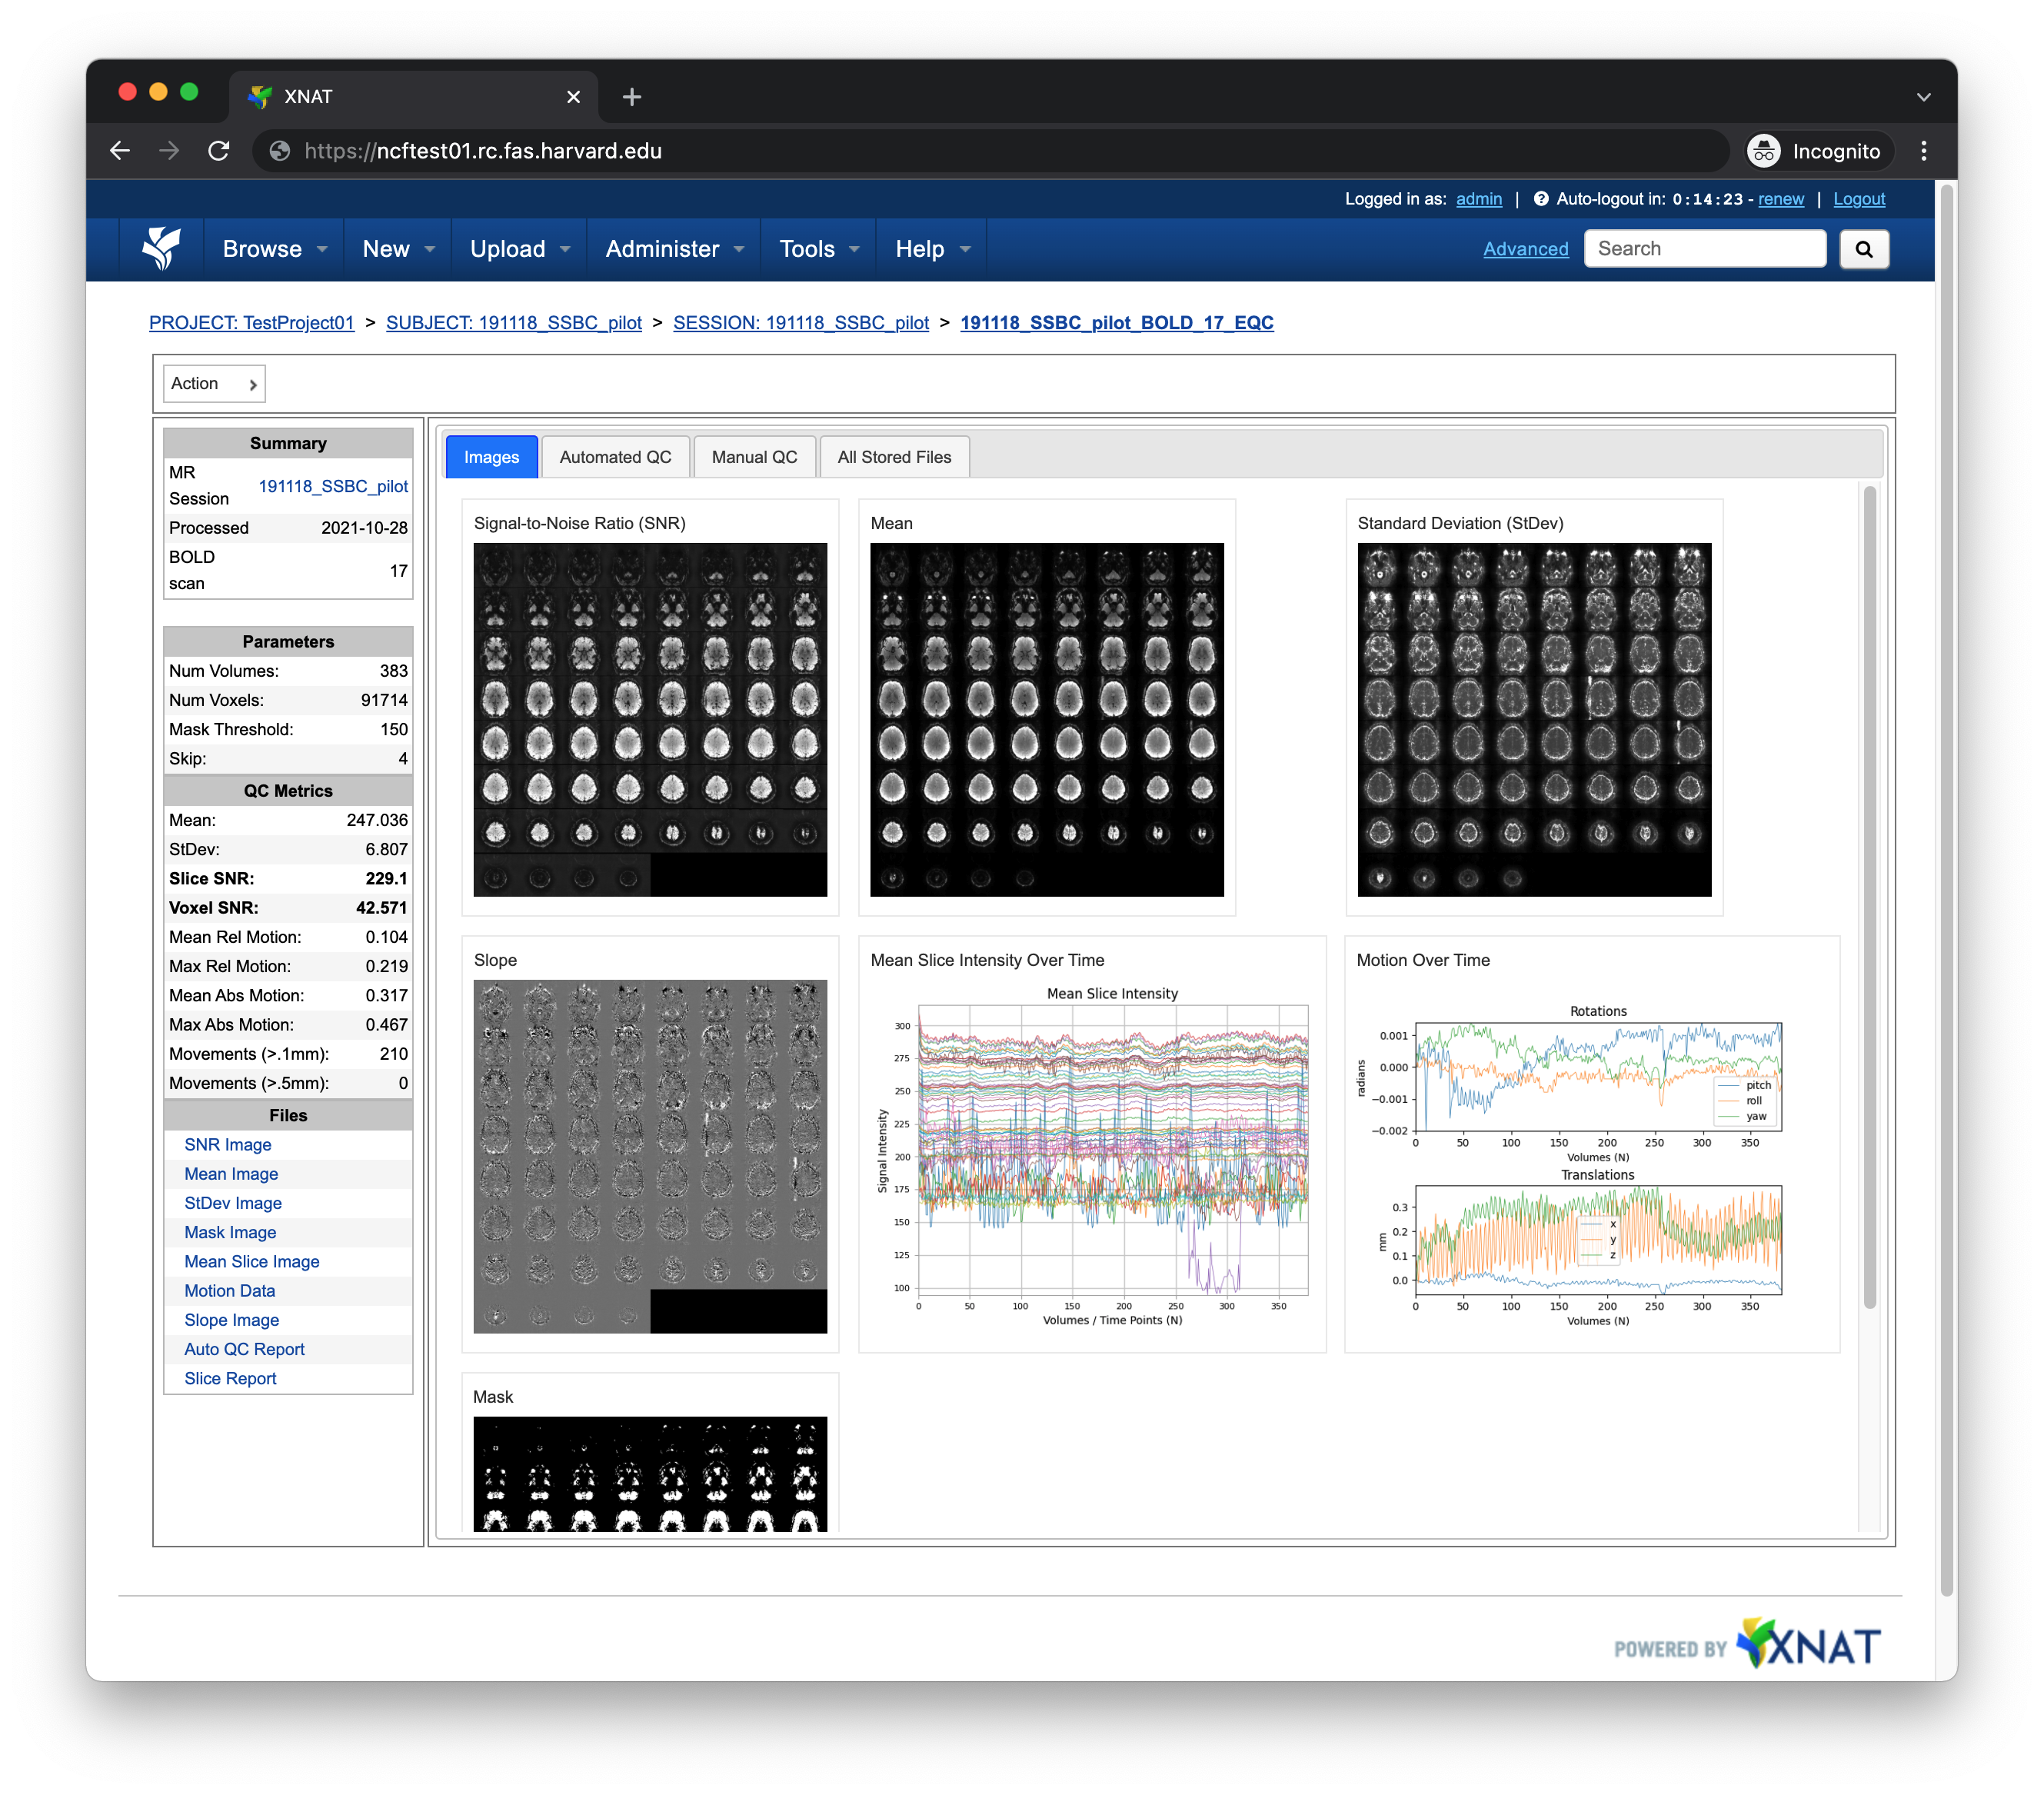 XNAT
https://ncftest01.rc.fas.harvard.edu
Incognito
Logged in as: admin | Auto-logout in: 0:14:23 - renew | Logout
Browse New Upload Administer Tools Help Advanced Search
PROJECT: TestProject01 > SUBJECT: 191118_SSBC_pilot > SESSION: 191118_SSBC_pilot > 191118_SSBC_pilot_BOLD_17_EQC
Action
Summary
MR Session 191118_SSBC_pilot
Processed 2021-10-28
BOLD scan 17
Parameters
Num Volumes: 383
Num Voxels: 91714
Mask Threshold: 150
Skip: 4
QC Metrics
Mean: 247.036
StDev: 6.807
Slice SNR: 229.1
Voxel SNR: 42.571
Mean Rel Motion: 0.104
Max Rel Motion: 0.219
Mean Abs Motion: 0.317
Max Abs Motion: 0.467
Movements (>.1mm): 210
Movements (>.5mm): 0
Files
SNR Image
Mean Image
StDev Image
Mask Image
Mean Slice Image
Motion Data
Slope Image
Auto QC Report
Slice Report
Images Automated QC Manual QC All Stored Files
Signal-to-Noise Ratio (SNR)
Mean
Standard Deviation (StDev)
Slope
Mean Slice Intensity Over Time
Mean Slice Intensity
Signal Intensity
300
275
250
225
200
175
150
125
100
0 50 100 150 200 250 300 350
Volumes / Time Points (N)
Motion Over Time
Rotations
radians
0.001
0.000
−0.001
−0.002
pitch
roll
yaw
0 50 100 150 200 250 300 350
Volumes (N)
Translations
mm
0.3
0.2
0.1
0.0
x
y
z
0 50 100 150 200 250 300 350
Volumes (N)
Mask
POWERED BY XNAT